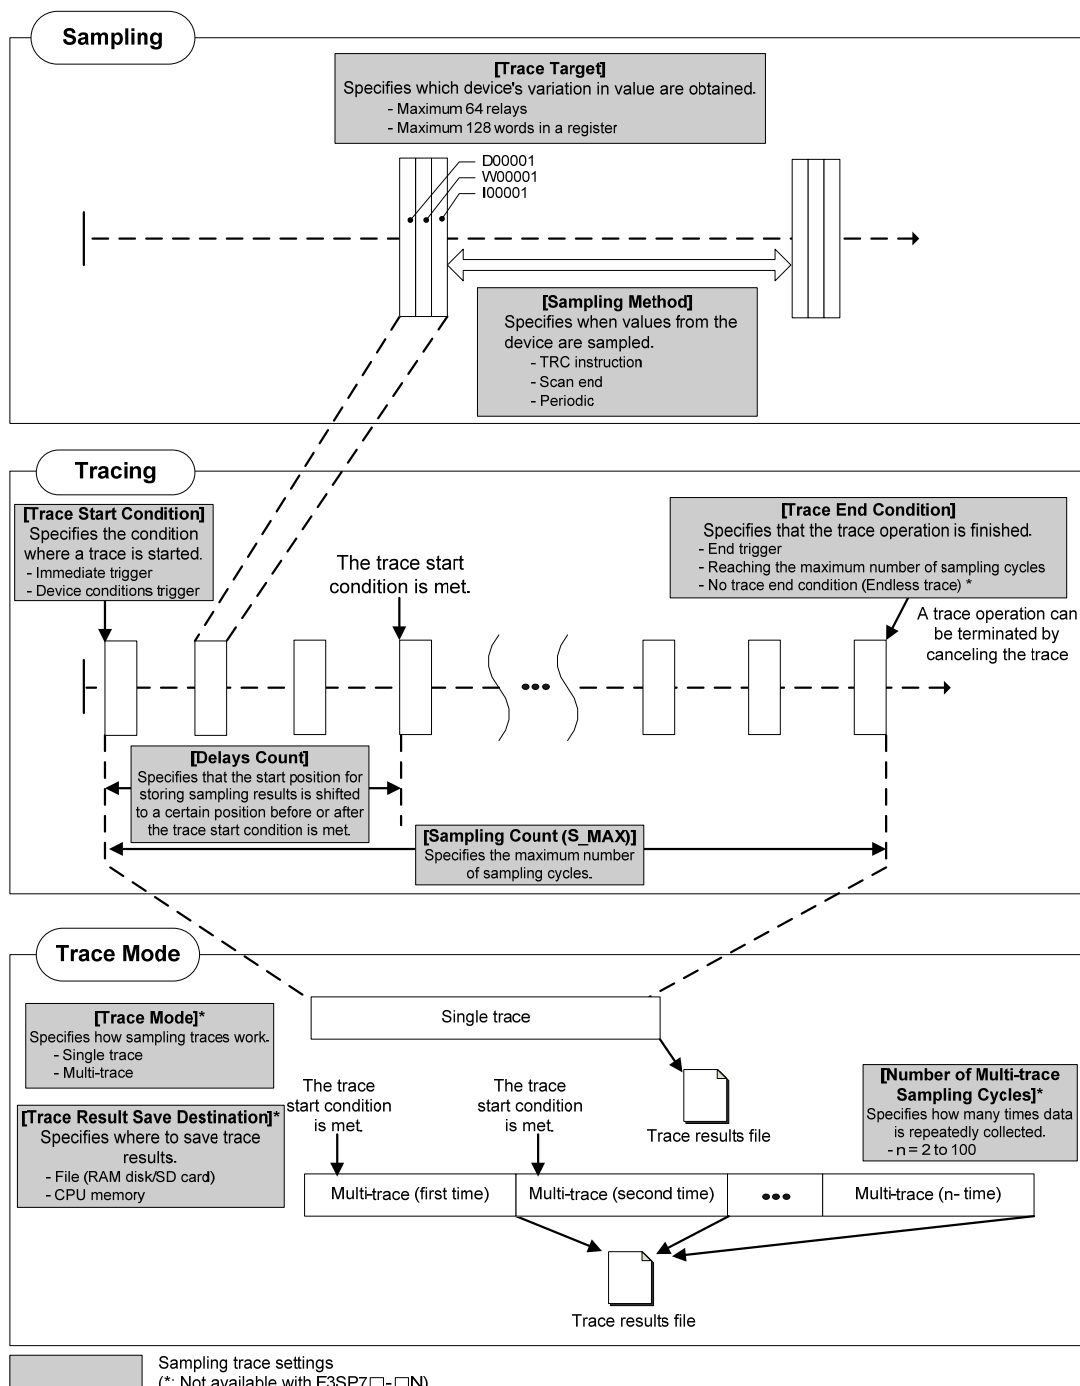 Sampling
[Trace Target]
Specifies which device's variation in value are obtained.
- Maximum 64 relays
- Maximum 128 words in a register
D00001
W00001
I00001
[Sampling Method]
Specifies when values from the
device are sampled.
- TRC instruction
- Scan end
- Periodic
Tracing
[Trace Start Condition]
Specifies the condition
where a trace is started.
- Immediate trigger
- Device conditions trigger
The trace start
condition is met.
[Trace End Condition]
Specifies that the trace operation is finished.
- End trigger
- Reaching the maximum number of sampling cycles
- No trace end condition (Endless trace) *
A trace operation can
be terminated by
canceling the trace
•••
[Delays Count]
Specifies that the start position for
storing sampling results is shifted
to a certain position before or after
the trace start condition is met.
[Sampling Count (S_MAX)]
Specifies the maximum number
of sampling cycles.
Trace Mode
[Trace Mode]*
Specifies how sampling traces work.
- Single trace
- Multi-trace
Single trace
Trace results file
[Trace Result Save Destination]*
Specifies where to save trace
results.
- File (RAM disk/SD card)
- CPU memory
The trace
start condition
is met.
The trace
start condition
is met.
[Number of Multi-trace
Sampling Cycles]*
Specifies how many times data
is repeatedly collected.
- n = 2 to 100
Multi-trace (first time)
Multi-trace (second time)
•••
Multi-trace (n- time)
Trace results file
Sampling trace settings
(*: Not available with F3SP7□-□N)